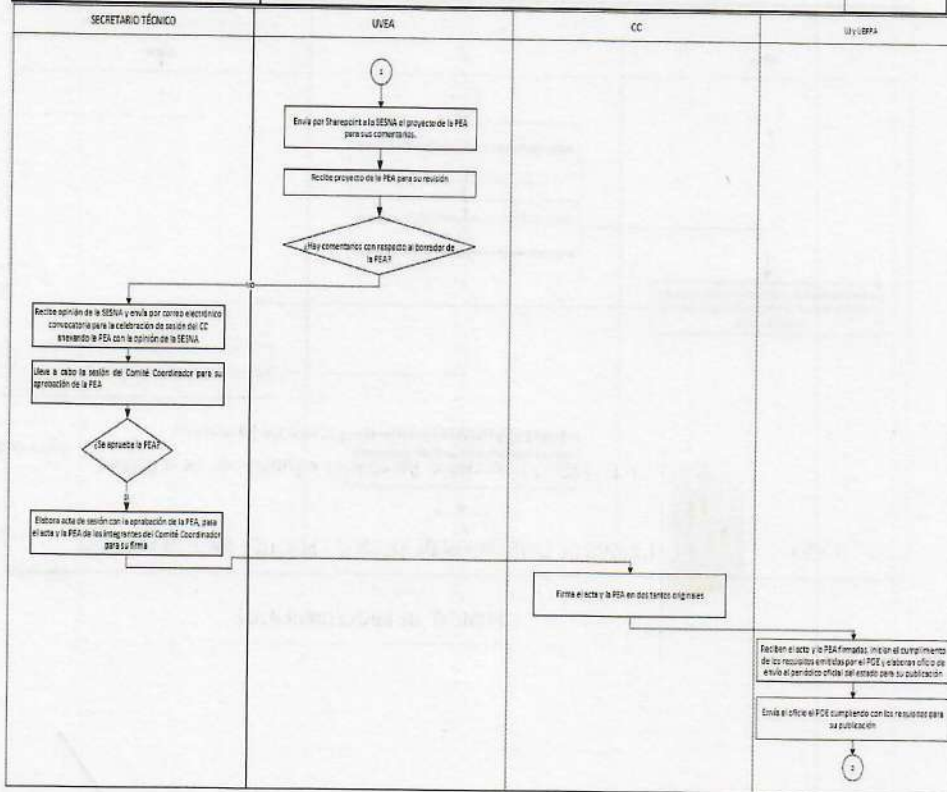 SECRETARIO TÉCNICO
UVEA
CC
UJ y UEPPA
1
Envía por Sharepoint a la SESNA el proyecto de la PEA
para sus comentarios.
Recibe proyecto de la PEA para su revisión
¿Hay comentarios con respecto al borrador de
la PEA?
NO
Recibe opinión de la SESNA y envía por correo electrónico
convocatoria para la celebración de sesión del CC
anexando la PEA con la opinión de la SESNA
Lleva a cabo la sesión del Comité Coordinador para su
aprobación de la PEA
¿Se aprueba la PEA?
SI
Elabora acta de sesión con la aprobación de la PEA, pasa
el acta y la PEA de los integrantes del Comité Coordinador
para su firma
Firma el acta y la PEA en dos tantos originales
Reciben el acta y la PEA firmadas, inician el cumplimiento
de los requisitos emitidas por el POE y elaboran oficio de
envío al periódico oficial del estado para su publicación
Envía el oficio el POE cumpliendo con los requisitos para
su publicación
2